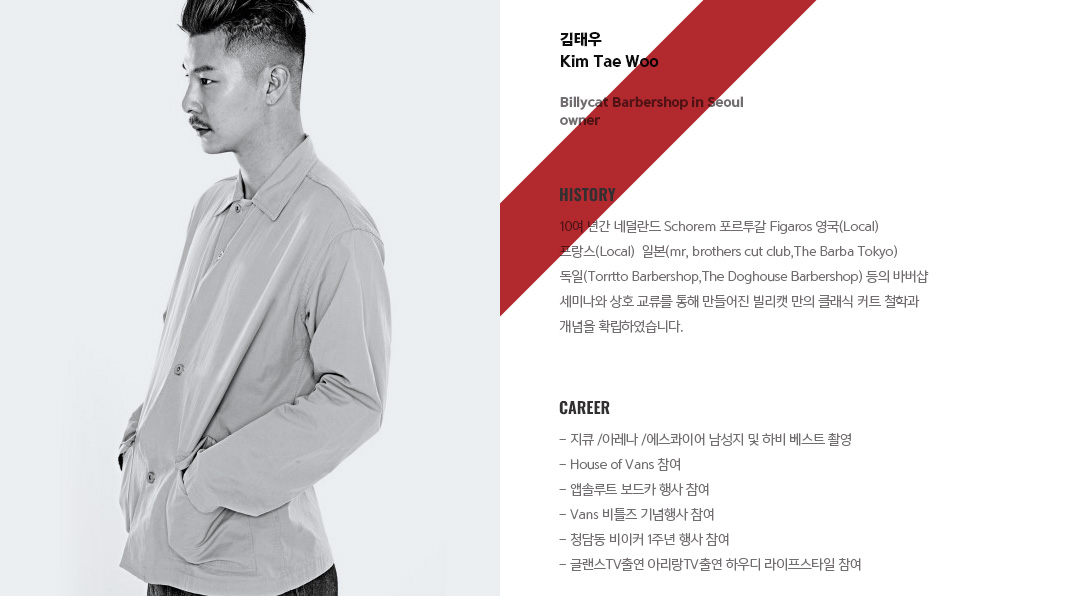 김태우
Kim Tae Woo
Billycat Barbershop in Seoul
owner
HISTORY
10여 년간 네덜란드 Schorem 포르투갈 Figaros 영국(Local)
프랑스(Local) 일본(mr, brothers cut club,The Barba Tokyo)
독일(Torrtto Barbershop,The Doghouse Barbershop) 등의 바버샵
세미나와 상호 교류를 통해 만들어진 빌리캣 만의 클래식 커트 철학과
개념을 확립하였습니다.
CAREER
- 지큐 /아레나 /에스콰이어 남성지 및 하비 베스트 촬영
- House of Vans 참여
- 앱솔루트 보드카 행사 참여
- Vans 비틀즈 기념행사 참여
- 청담동 비이커 1주년 행사 참여
- 글랜스TV출연 아리랑TV출연 하우디 라이프스타일 참여